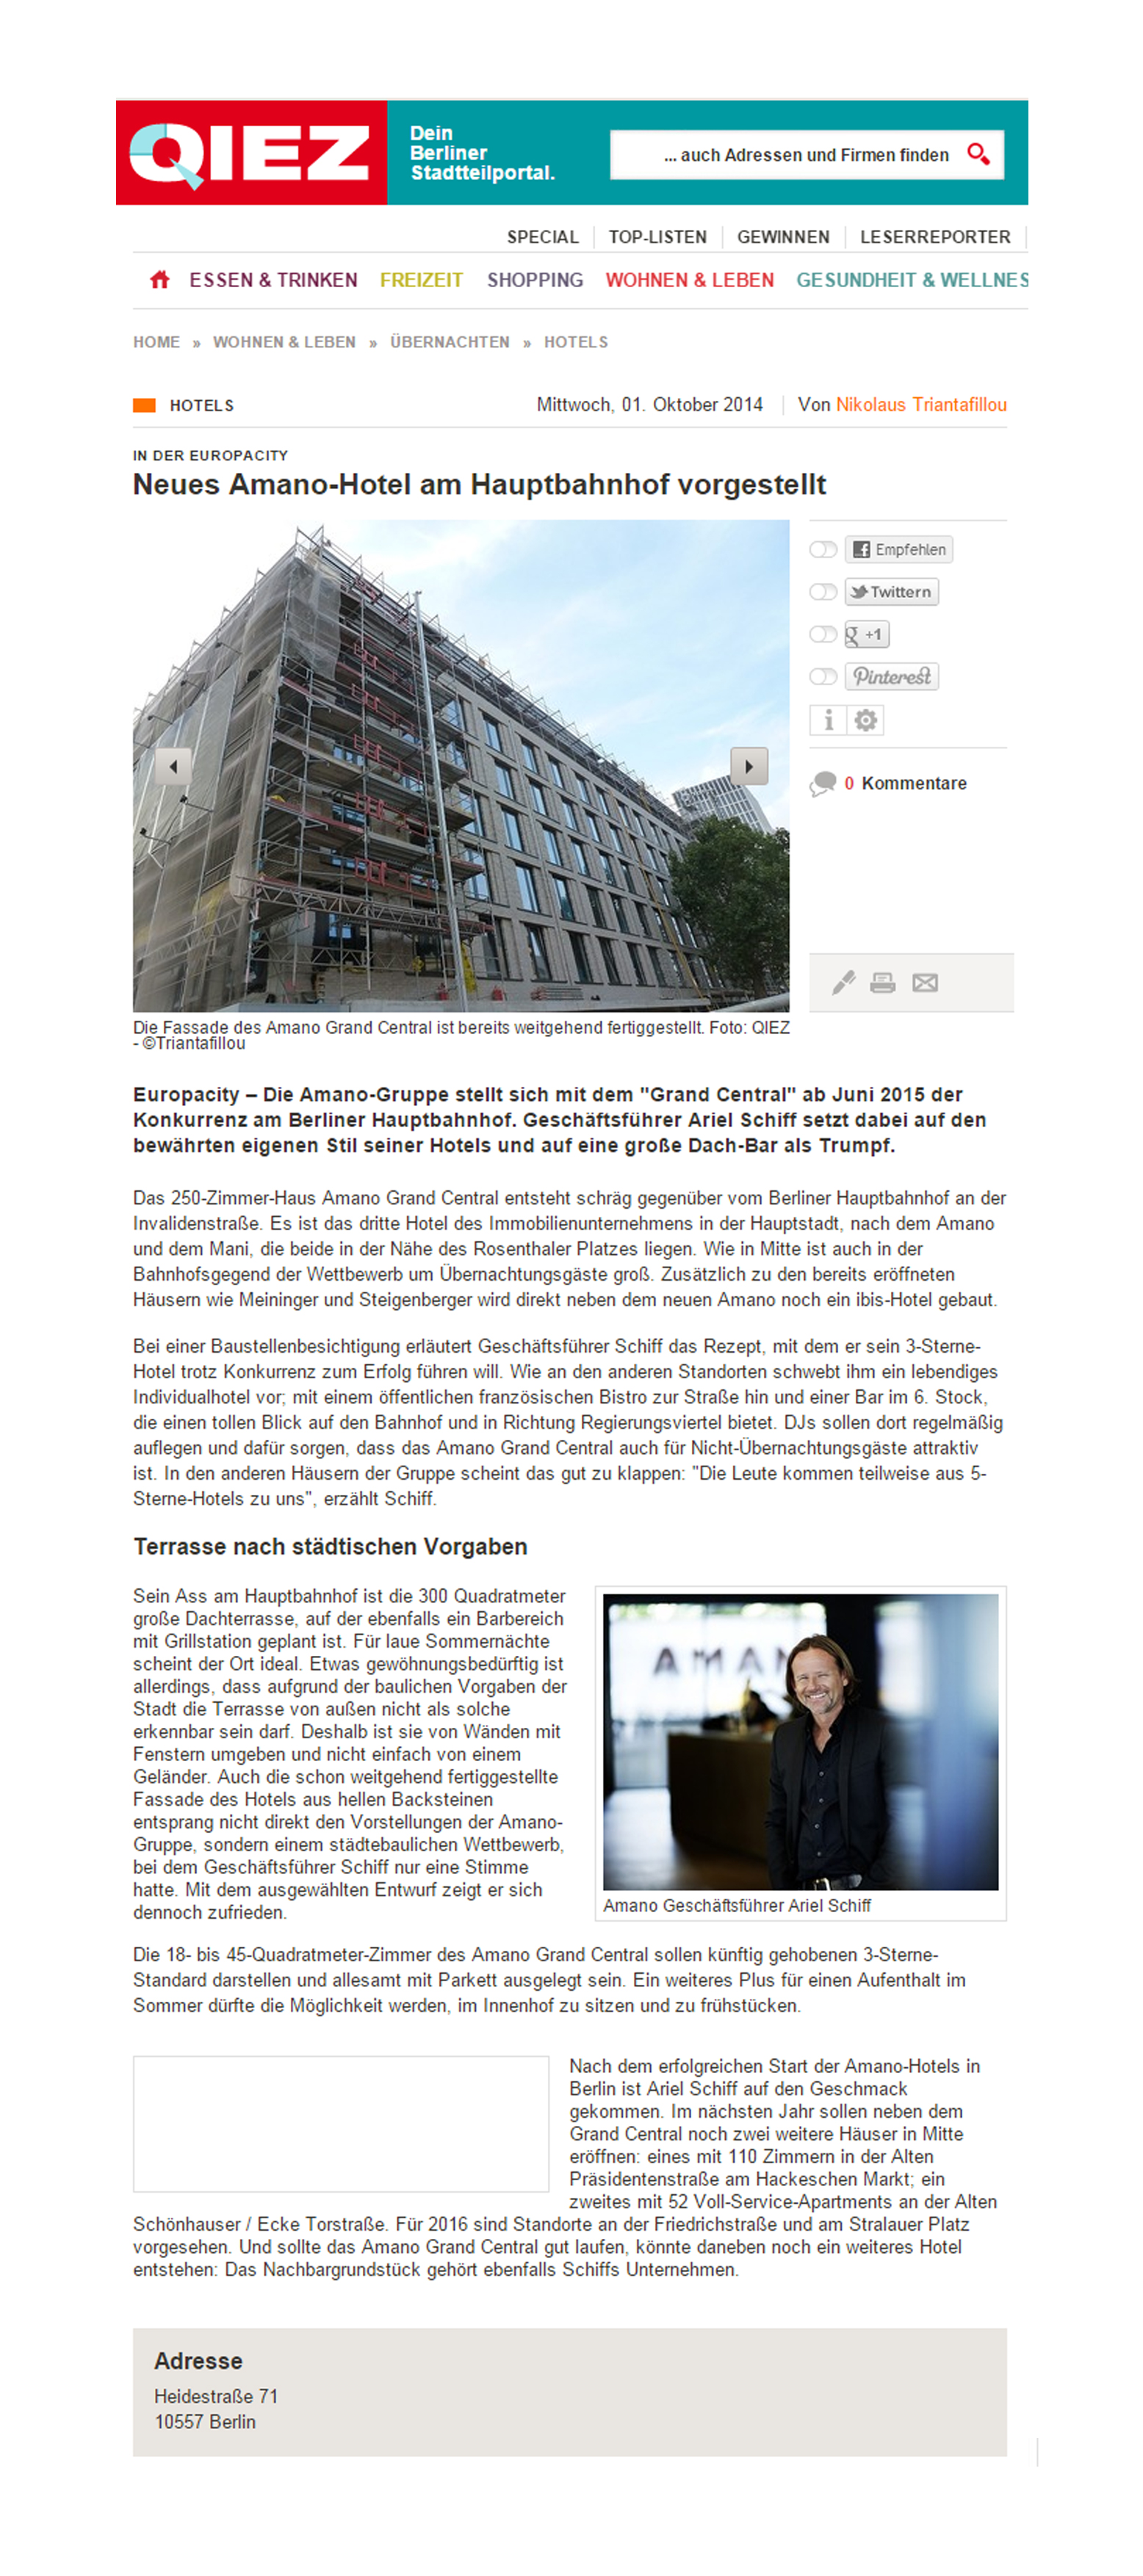 QIEZ
Dein
Berliner
Stadtteilportal.
... auch Adressen und Firmen finden
SPECIAL
TOP-LISTEN
GEWINNEN
LESERREPORTER
ESSEN & TRINKEN
FREIZEIT
SHOPPING
WOHNEN & LEBEN
GESUNDHEIT & WELLNES
HOME » WOHNEN & LEBEN » ÜBERNACHTEN » HOTELS
HOTELS
Mittwoch, 01. Oktober 2014
Von Nikolaus Triantafillou
IN DER EUROPACITY
Neues Amano-Hotel am Hauptbahnhof vorgestellt
Empfehlen
Twittern
g +1
Pinterest
i
0 Kommentare
Die Fassade des Amano Grand Central ist bereits weitgehend fertiggestellt. Foto: QIEZ
- ©Triantafillou
Europacity – Die Amano-Gruppe stellt sich mit dem "Grand Central" ab Juni 2015 der
Konkurrenz am Berliner Hauptbahnhof. Geschäftsführer Ariel Schiff setzt dabei auf den
bewährten eigenen Stil seiner Hotels und auf eine große Dach-Bar als Trumpf.
Das 250-Zimmer-Haus Amano Grand Central entsteht schräg gegenüber vom Berliner Hauptbahnhof an der
Invalidenstraße. Es ist das dritte Hotel des Immobilienunternehmens in der Hauptstadt, nach dem Amano
und dem Mani, die beide in der Nähe des Rosenthaler Platzes liegen. Wie in Mitte ist auch in der
Bahnhofsgegend der Wettbewerb um Übernachtungsgäste groß. Zusätzlich zu den bereits eröffneten
Häusern wie Meininger und Steigenberger wird direkt neben dem neuen Amano noch ein ibis-Hotel gebaut.
Bei einer Baustellenbesichtigung erläutert Geschäftsführer Schiff das Rezept, mit dem er sein 3-Sterne-
Hotel trotz Konkurrenz zum Erfolg führen will. Wie an den anderen Standorten schwebt ihm ein lebendiges
Individualhotel vor; mit einem öffentlichen französischen Bistro zur Straße hin und einer Bar im 6. Stock,
die einen tollen Blick auf den Bahnhof und in Richtung Regierungsviertel bietet. DJs sollen dort regelmäßig
auflegen und dafür sorgen, dass das Amano Grand Central auch für Nicht-Übernachtungsgäste attraktiv
ist. In den anderen Häusern der Gruppe scheint das gut zu klappen: "Die Leute kommen teilweise aus 5-
Sterne-Hotels zu uns", erzählt Schiff.
Terrasse nach städtischen Vorgaben
Sein Ass am Hauptbahnhof ist die 300 Quadratmeter
große Dachterrasse, auf der ebenfalls ein Barbereich
mit Grillstation geplant ist. Für laue Sommernächte
scheint der Ort ideal. Etwas gewöhnungsbedürftig ist
allerdings, dass aufgrund der baulichen Vorgaben der
Stadt die Terrasse von außen nicht als solche
erkennbar sein darf. Deshalb ist sie von Wänden mit
Fenstern umgeben und nicht einfach von einem
Geländer. Auch die schon weitgehend fertiggestellte
Fassade des Hotels aus hellen Backsteinen
entsprang nicht direkt den Vorstellungen der Amano-
Gruppe, sondern einem städtebaulichen Wettbewerb,
bei dem Geschäftsführer Schiff nur eine Stimme
hatte. Mit dem ausgewählten Entwurf zeigt er sich
dennoch zufrieden.
AMAN
Amano Geschäftsführer Ariel Schiff
Die 18- bis 45-Quadratmeter-Zimmer des Amano Grand Central sollen künftig gehobenen 3-Sterne-
Standard darstellen und allesamt mit Parkett ausgelegt sein. Ein weiteres Plus für einen Aufenthalt im
Sommer dürfte die Möglichkeit werden, im Innenhof zu sitzen und zu frühstücken.
Nach dem erfolgreichen Start der Amano-Hotels in
Berlin ist Ariel Schiff auf den Geschmack
gekommen. Im nächsten Jahr sollen neben dem
Grand Central noch zwei weitere Häuser in Mitte
eröffnen: eines mit 110 Zimmern in der Alten
Präsidentenstraße am Hackeschen Markt; ein
zweites mit 52 Voll-Service-Apartments an der Alten
Schönhauser / Ecke Torstraße. Für 2016 sind Standorte an der Friedrichstraße und am Stralauer Platz
vorgesehen. Und sollte das Amano Grand Central gut laufen, könnte daneben noch ein weiteres Hotel
entstehen: Das Nachbargrundstück gehört ebenfalls Schiffs Unternehmen.
Adresse
Heidestraße 71
10557 Berlin